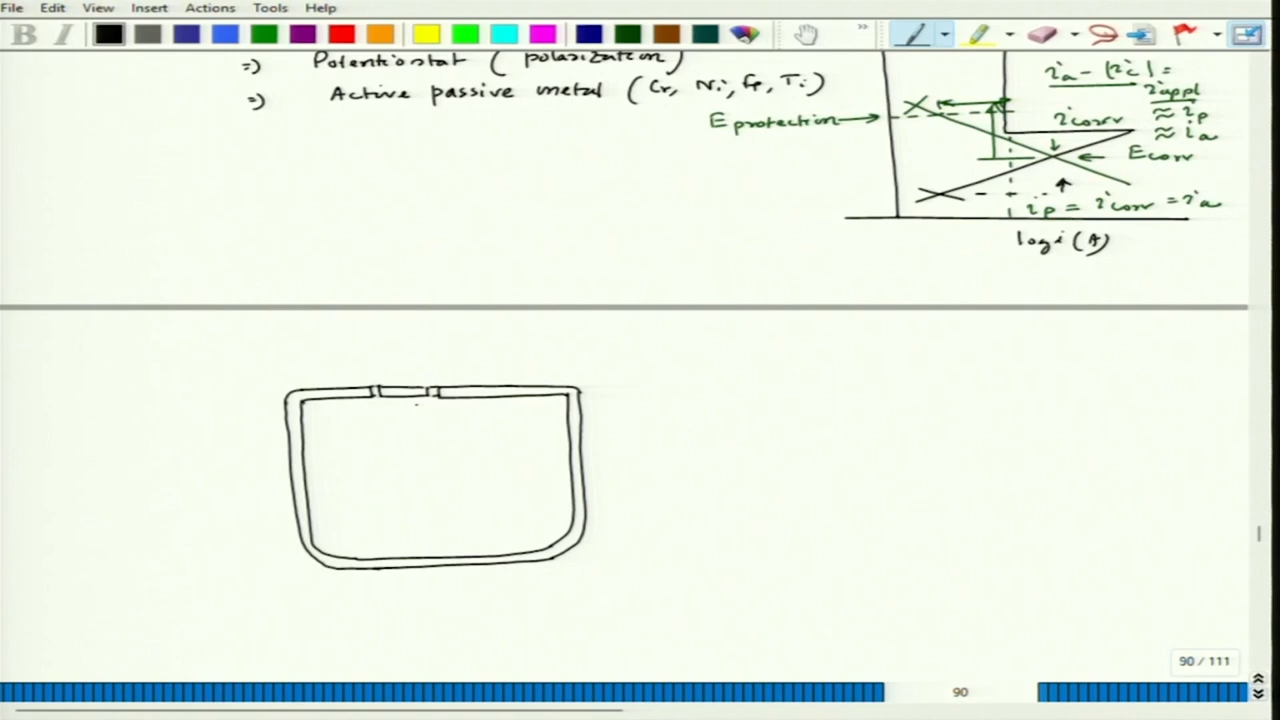 File Edit View Insert Actions Tools Help
B I
=) Potentiostat ( polarization)
=) Active passive metal ( Cr, Ni, Fe, Ti)
E protection
ia - |ic| =
iappl
≈ ip
≈ ia
icorr
Ecorr
ip = icorr = ia
log i (A)
90 / 111
90